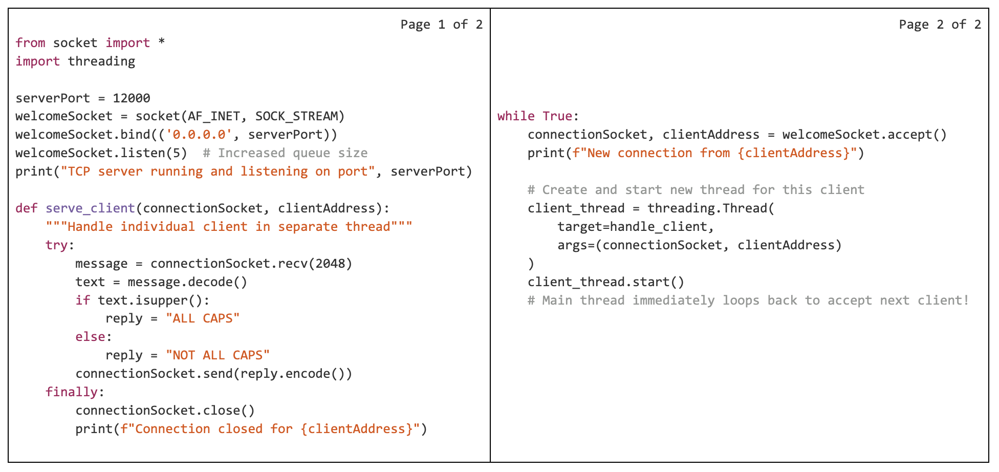 Page 1 of 2
from socket import *
import threading

serverPort = 12000
welcomeSocket = socket(AF_INET, SOCK_STREAM)
welcomeSocket.bind(('0.0.0.0', serverPort))
welcomeSocket.listen(5)  # Increased queue size
print("TCP server running and listening on port", serverPort)

def serve_client(connectionSocket, clientAddress):
    """Handle individual client in separate thread"""
    try:
        message = connectionSocket.recv(2048)
        text = message.decode()
        if text.isupper():
            reply = "ALL CAPS"
        else:
            reply = "NOT ALL CAPS"
        connectionSocket.send(reply.encode())
    finally:
        connectionSocket.close()
        print(f"Connection closed for {clientAddress}")

Page 2 of 2
while True:
    connectionSocket, clientAddress = welcomeSocket.accept()
    print(f"New connection from {clientAddress}")

    # Create and start new thread for this client
    client_thread = threading.Thread(
        target=handle_client,
        args=(connectionSocket, clientAddress)
    )
    client_thread.start()
    # Main thread immediately loops back to accept next client!